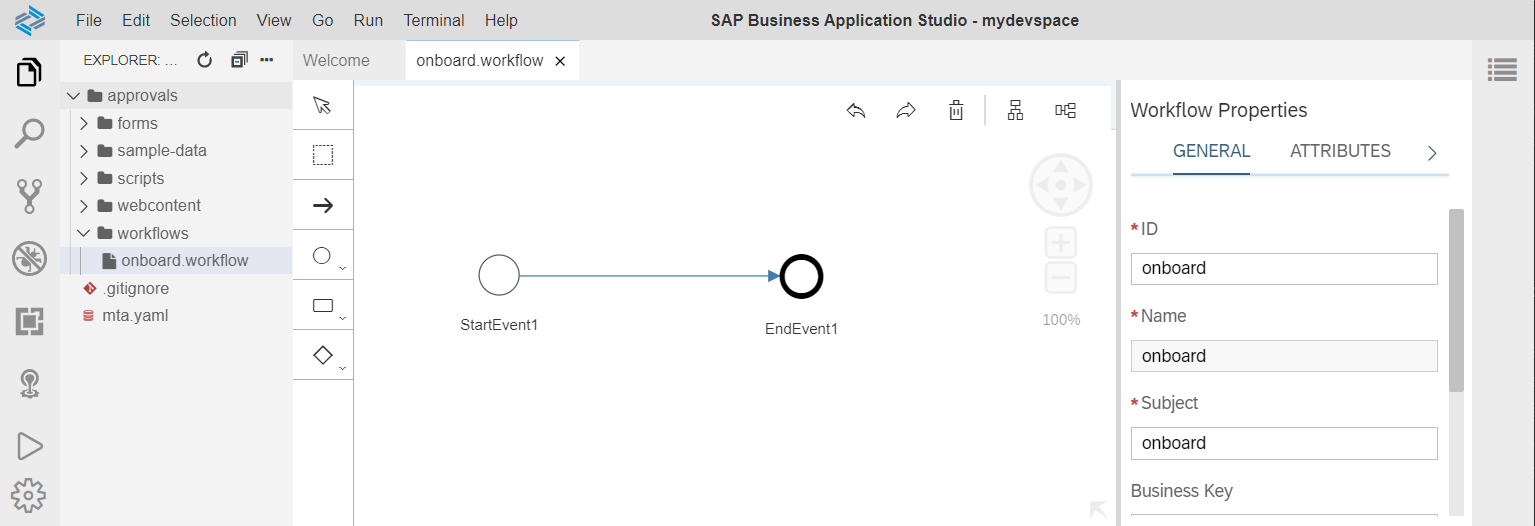 File Edit Selection View Go Run Terminal Help SAP Business Application Studio - mydevspace
EXPLORER: ...
Welcome onboard.workflow
approvals
forms
sample-data
scripts
webcontent
workflows
onboard.workflow
.gitignore
mta.yaml
StartEvent1
EndEvent1
100%
Workflow Properties
GENERAL ATTRIBUTES
*ID
onboard
*Name
onboard
*Subject
onboard
Business Key